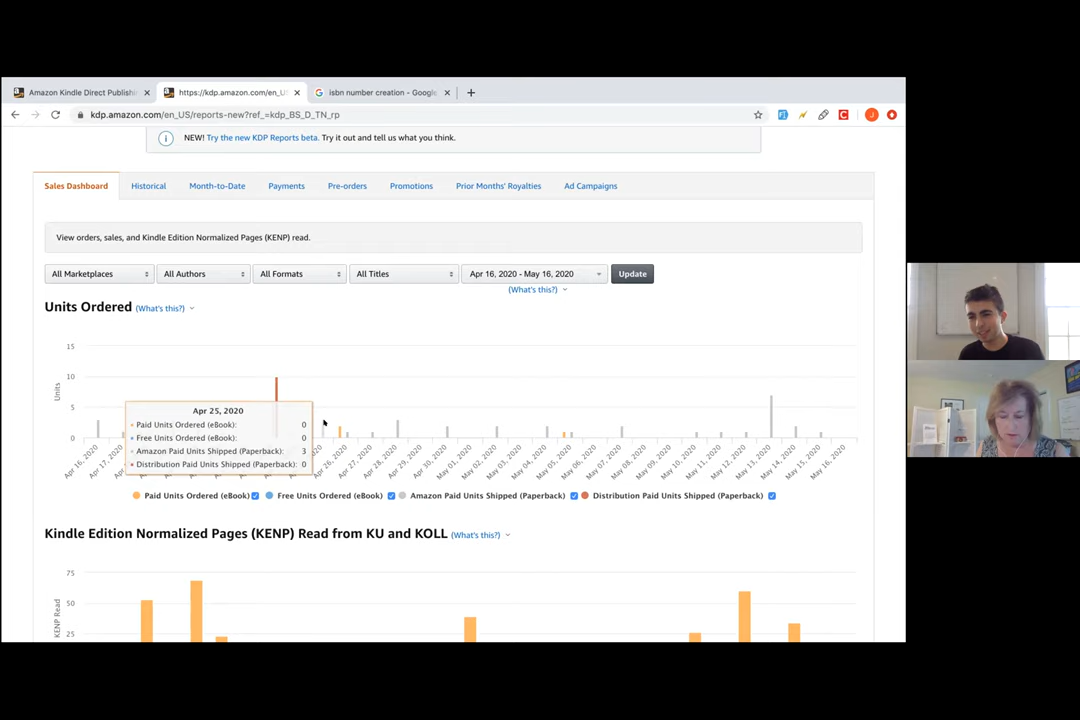 Amazon Kindle Direct Publishin
https://kdp.amazon.com/en_US
isbn number creation - Google
kdp.amazon.com/en_US/reports-new?ref_=kdp_BS_D_TN_rp
NEW! Try the new KDP Reports beta. Try it out and tell us what you think.
Sales Dashboard Historical Month-to-Date Payments Pre-orders Promotions Prior Months' Royalties Ad Campaigns
View orders, sales, and Kindle Edition Normalized Pages (KENP) read.
All Marketplaces All Authors All Formats All Titles Apr 16, 2020 - May 16, 2020 Update
(What's this?)
Units Ordered (What's this?)
15
10
5
0
Units
Apr 25, 2020
Paid Units Ordered (eBook): 0
Free Units Ordered (eBook): 0
Amazon Paid Units Shipped (Paperback): 3
Distribution Paid Units Shipped (Paperback): 0
Apr 16, 2020
Apr 17, 2020
Apr 26, 2020
Apr 27, 2020
Apr 28, 2020
Apr 29, 2020
Apr 30, 2020
May 01, 2020
May 02, 2020
May 03, 2020
May 04, 2020
May 05, 2020
May 06, 2020
May 07, 2020
May 08, 2020
May 09, 2020
May 10, 2020
May 11, 2020
May 12, 2020
May 13, 2020
May 14, 2020
May 15, 2020
May 16, 2020
Paid Units Ordered (eBook) Free Units Ordered (eBook) Amazon Paid Units Shipped (Paperback) Distribution Paid Units Shipped (Paperback)
Kindle Edition Normalized Pages (KENP) Read from KU and KOLL (What's this?)
75
50
25
KENP Read